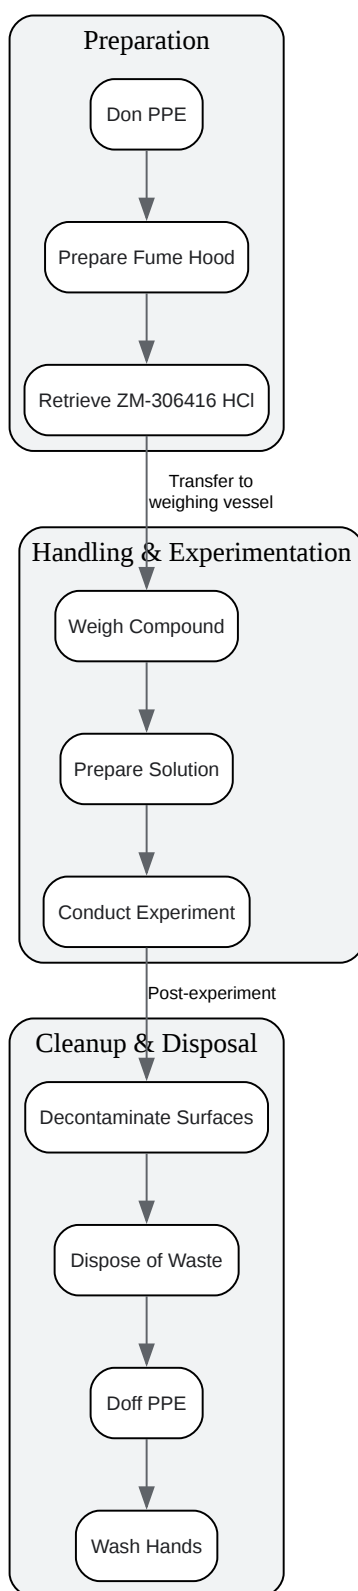 Preparation
Don PPE
Prepare Fume Hood
Retrieve ZM-306416 HCl
Transfer to
weighing vessel
Handling & Experimentation
Weigh Compound
Prepare Solution
Conduct Experiment
Post-experiment
Cleanup & Disposal
Decontaminate Surfaces
Dispose of Waste
Doff PPE
Wash Hands